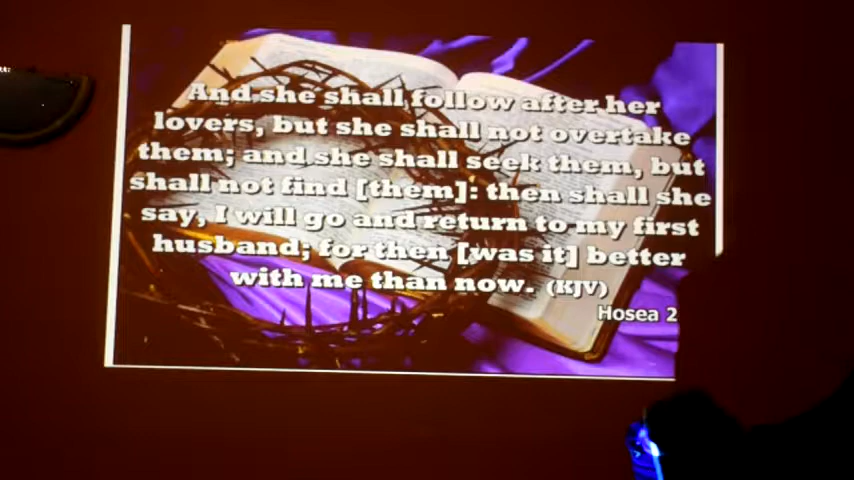 And she shall follow after her
lovers, but she shall not overtake
them; and she shall seek them, but
shall not find [them]: then shall she
say, I will go and return to my first
husband; for then [was it] better
with me than now. (KJV)
Hosea 2